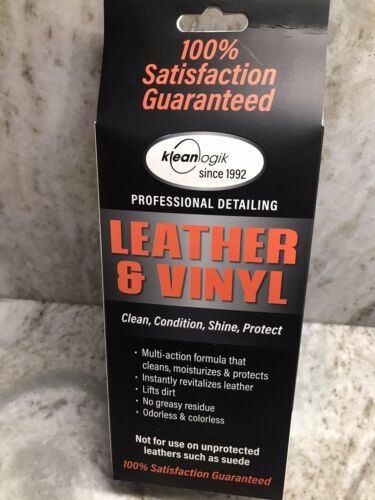 100%
Satisfaction
Guaranteed
kleanlogik
since 1992
PROFESSIONAL DETAILING
LEATHER
& VINYL
Clean, Condition, Shine, Protect
• Multi-action formula that
cleans, moisturizes & protects
• Instantly revitalizes leather
• Lifts dirt
• No greasy residue
• Odorless & colorless
Not for use on unprotected
leathers such as suede
100% Satisfaction Guaranteed